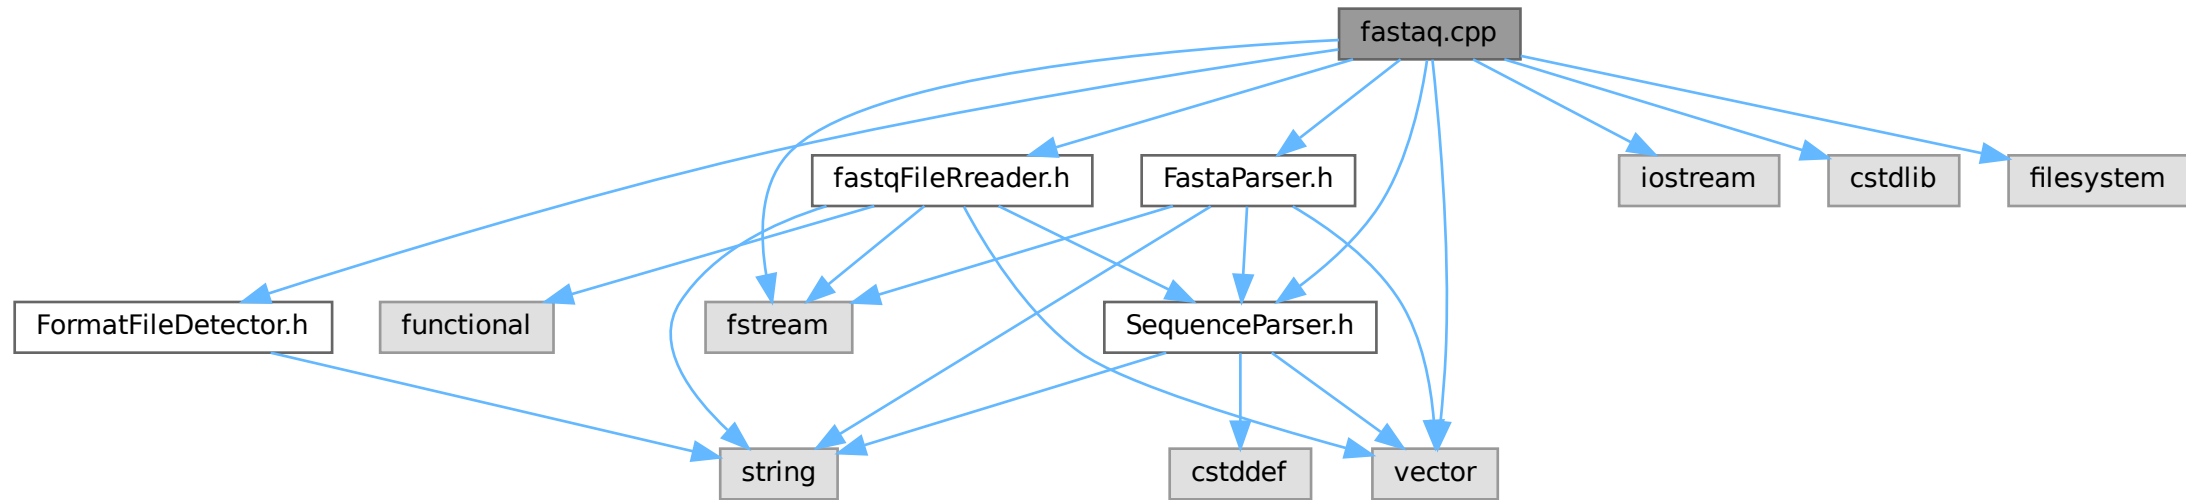 fastaq.cpp
fastqFileRreader.h
FastaParser.h
iostream
cstdlib
filesystem
FormatFileDetector.h
functional
fstream
SequenceParser.h
string
cstddef
vector